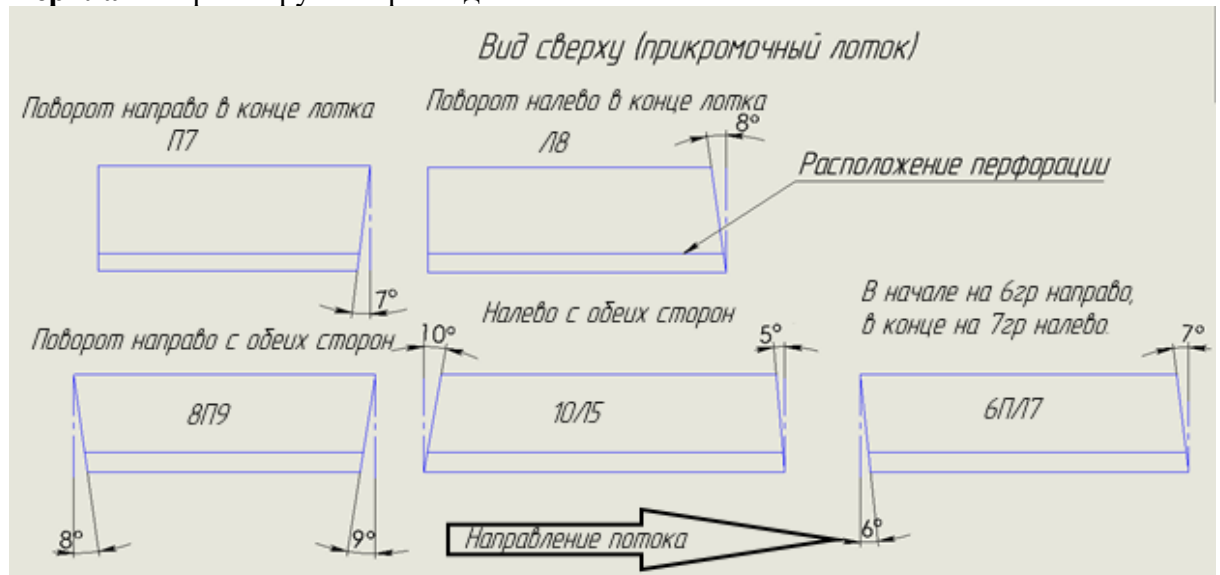 Вид сверху (прикромочный лоток)
Поворот направо в конце лотка
П7
Поворот налево в конце лотка
Л8
8°
Расположение перфорации
7°
Поворот направо с обеих сторон
8П9
8°
9°
Налево с обеих сторон
10°
5°
10Л5
В начале на 6гр направо,
в конце на 7гр налево.
7°
6ПЛ7
6°
Направление потока